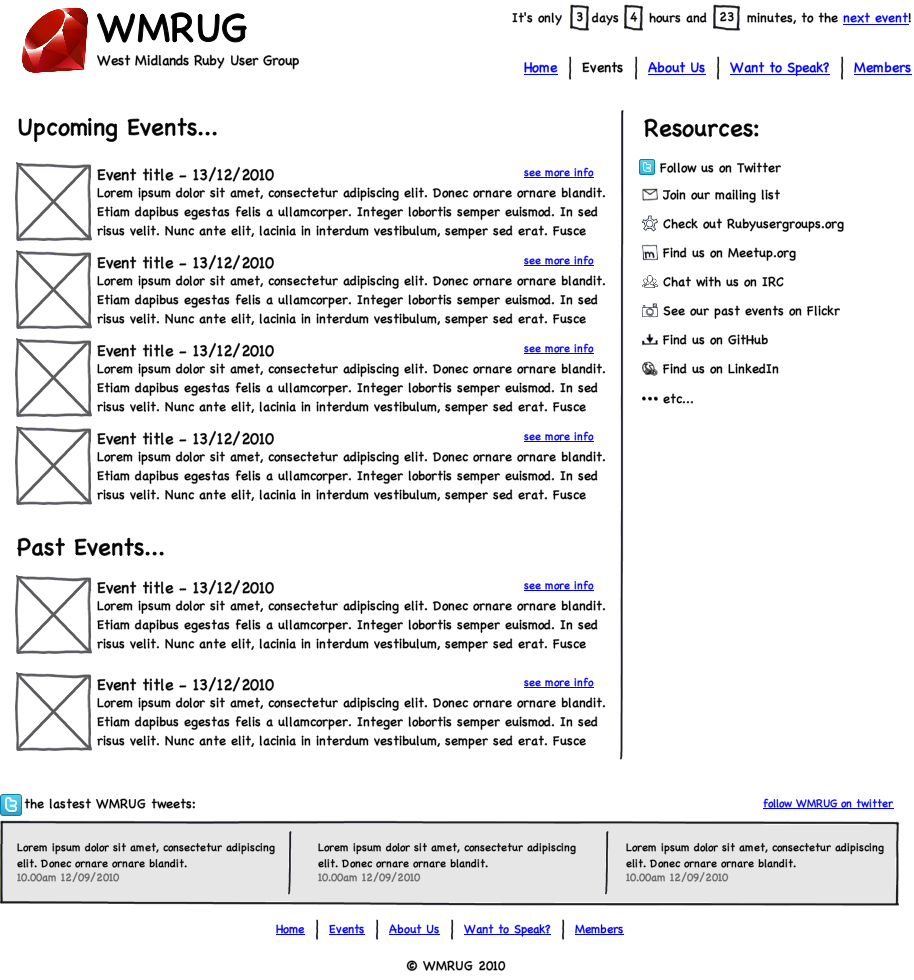 WMRUG
West Midlands Ruby User Group
It's only 3 days 4 hours and 23 minutes, to the next event!
Home Events About Us Want to Speak? Members
Upcoming Events...
Event title - 13/12/2010 see more info
Lorem ipsum dolor sit amet, consectetur adipiscing elit. Donec ornare ornare blandit.
Etiam dapibus egestas felis a ullamcorper. Integer lobortis semper euismod. In sed
risus velit. Nunc ante elit, lacinia in interdum vestibulum, semper sed erat. Fusce
Event title - 13/12/2010 see more info
Lorem ipsum dolor sit amet, consectetur adipiscing elit. Donec ornare ornare blandit.
Etiam dapibus egestas felis a ullamcorper. Integer lobortis semper euismod. In sed
risus velit. Nunc ante elit, lacinia in interdum vestibulum, semper sed erat. Fusce
Event title - 13/12/2010 see more info
Lorem ipsum dolor sit amet, consectetur adipiscing elit. Donec ornare ornare blandit.
Etiam dapibus egestas felis a ullamcorper. Integer lobortis semper euismod. In sed
risus velit. Nunc ante elit, lacinia in interdum vestibulum, semper sed erat. Fusce
Event title - 13/12/2010 see more info
Lorem ipsum dolor sit amet, consectetur adipiscing elit. Donec ornare ornare blandit.
Etiam dapibus egestas felis a ullamcorper. Integer lobortis semper euismod. In sed
risus velit. Nunc ante elit, lacinia in interdum vestibulum, semper sed erat. Fusce
Past Events...
Event title - 13/12/2010 see more info
Lorem ipsum dolor sit amet, consectetur adipiscing elit. Donec ornare ornare blandit.
Etiam dapibus egestas felis a ullamcorper. Integer lobortis semper euismod. In sed
risus velit. Nunc ante elit, lacinia in interdum vestibulum, semper sed erat. Fusce
Event title - 13/12/2010 see more info
Lorem ipsum dolor sit amet, consectetur adipiscing elit. Donec ornare ornare blandit.
Etiam dapibus egestas felis a ullamcorper. Integer lobortis semper euismod. In sed
risus velit. Nunc ante elit, lacinia in interdum vestibulum, semper sed erat. Fusce
Resources:
Follow us on Twitter
Join our mailing list
Check out Rubyusergroups.org
Find us on Meetup.org
Chat with us on IRC
See our past events on Flickr
Find us on GitHub
Find us on LinkedIn
etc...
the lastest WMRUG tweets: follow WMRUG on twitter
Lorem ipsum dolor sit amet, consectetur adipiscing
elit. Donec ornare ornare blandit.
10.00am 12/09/2010
Lorem ipsum dolor sit amet, consectetur adipiscing
elit. Donec ornare ornare blandit.
10.00am 12/09/2010
Lorem ipsum dolor sit amet, consectetur adipiscing
elit. Donec ornare ornare blandit.
10.00am 12/09/2010
Home Events About Us Want to Speak? Members
© WMRUG 2010